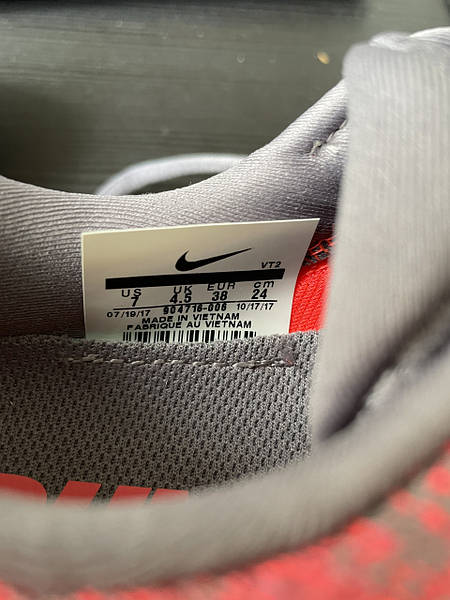 VT2
US UK EUR cm
7 4.5 38 24
07/19/17 904716-006 10/17/17
MADE IN VIETNAM
FABRIQUE AU VIETNAM